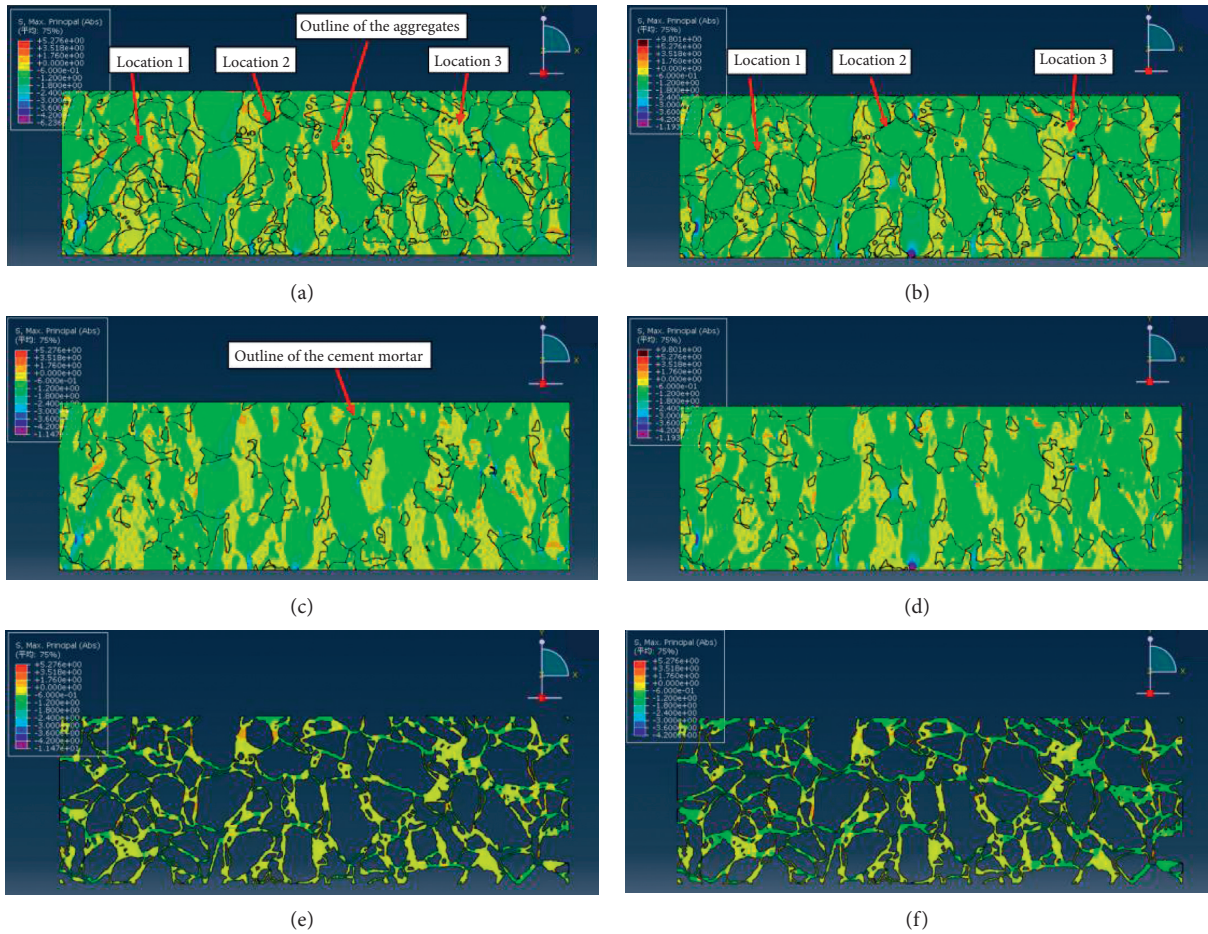 S, Max. Principal (Abs)
(平均: 75%)
+5.276e+00
+3.518e+00
+1.760e+00
+0.000e+00
-6.000e-01
-1.200e+00
-1.800e+00
-2.400e+00
-3.000e+00
-3.600e+00
-4.200e+00
Outline of the aggregates
Location 1
Location 2
Location 3
Y
Z
X
(a)
S, Max. Principal (Abs)
(平均: 75%)
+9.801e+00
+5.276e+00
+3.518e+00
+1.760e+00
+0.000e+00
-6.000e-01
-1.200e+00
-1.800e+00
-2.400e+00
-3.000e+00
-3.600e+00
-4.200e+00
Location 1
Location 2
Location 3
Y
Z
X
(b)
S, Max. Principal (Abs)
(平均: 75%)
+5.276e+00
+3.518e+00
+1.760e+00
+0.000e+00
-6.000e-01
-1.200e+00
-1.800e+00
-2.400e+00
-3.000e+00
-3.600e+00
-4.200e+00
Outline of the cement mortar
Y
Z
X
(c)
S, Max. Principal (Abs)
(平均: 75%)
+9.801e+00
+5.276e+00
+3.518e+00
+1.760e+00
+0.000e+00
-6.000e-01
-1.200e+00
-1.800e+00
-2.400e+00
-3.000e+00
-3.600e+00
-4.200e+00
Y
Z
X
(d)
S, Max. Principal (Abs)
(平均: 75%)
+5.276e+00
+3.518e+00
+1.760e+00
+0.000e+00
-6.000e-01
-1.200e+00
-1.800e+00
-2.400e+00
-3.000e+00
-3.600e+00
-4.200e+00
-1.147e+01
Y
Z
X
(e)
S, Max. Principal (Abs)
(平均: 75%)
+5.276e+00
+3.518e+00
+1.760e+00
+0.000e+00
-6.000e-01
-1.200e+00
-1.800e+00
-2.400e+00
-3.000e+00
-3.600e+00
-4.200e+00
Y
Z
X
(f)